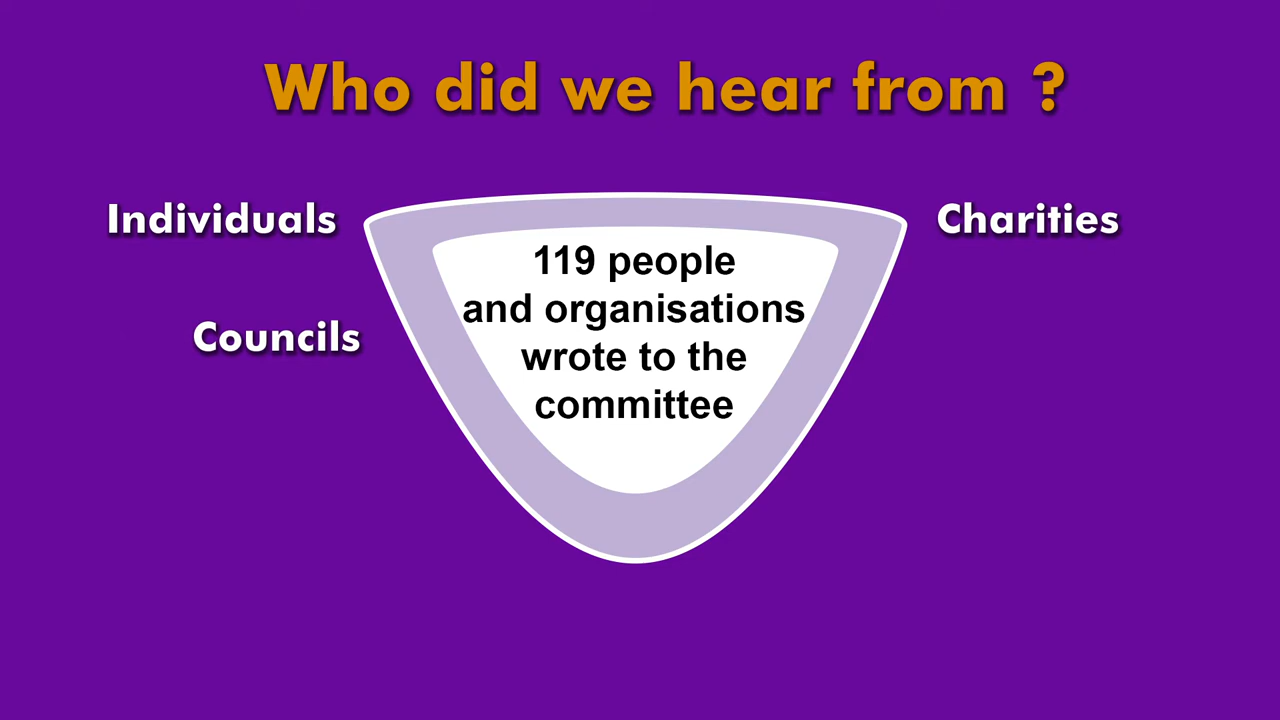 Who did we hear from ?
Individuals
Charities
119 people
and organisations
wrote to the
committee
Councils